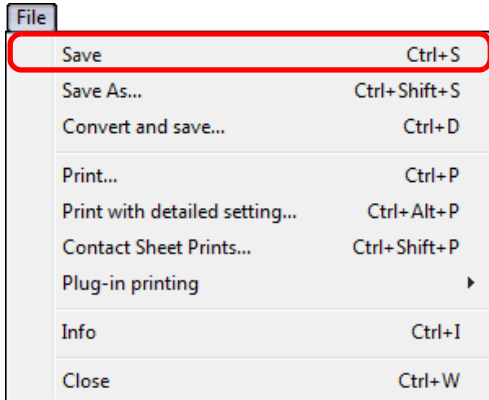 File
Save Ctrl+S
Save As... Ctrl+Shift+S
Convert and save... Ctrl+D
Print... Ctrl+P
Print with detailed setting... Ctrl+Alt+P
Contact Sheet Prints... Ctrl+Shift+P
Plug-in printing
Info Ctrl+I
Close Ctrl+W